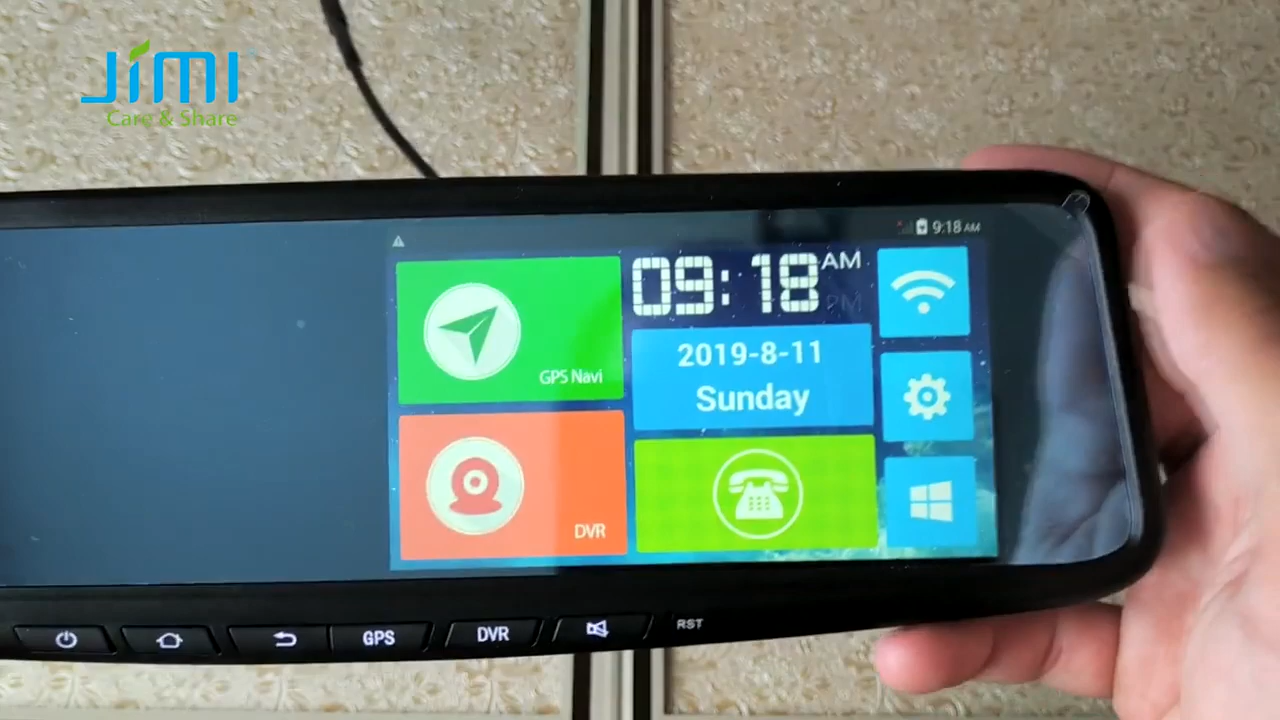 JIMI
Care & Share
9:18 AM
09:18 AM
PM
GPS Navi
2019-8-11
Sunday
DVR
GPS
DVR
RST